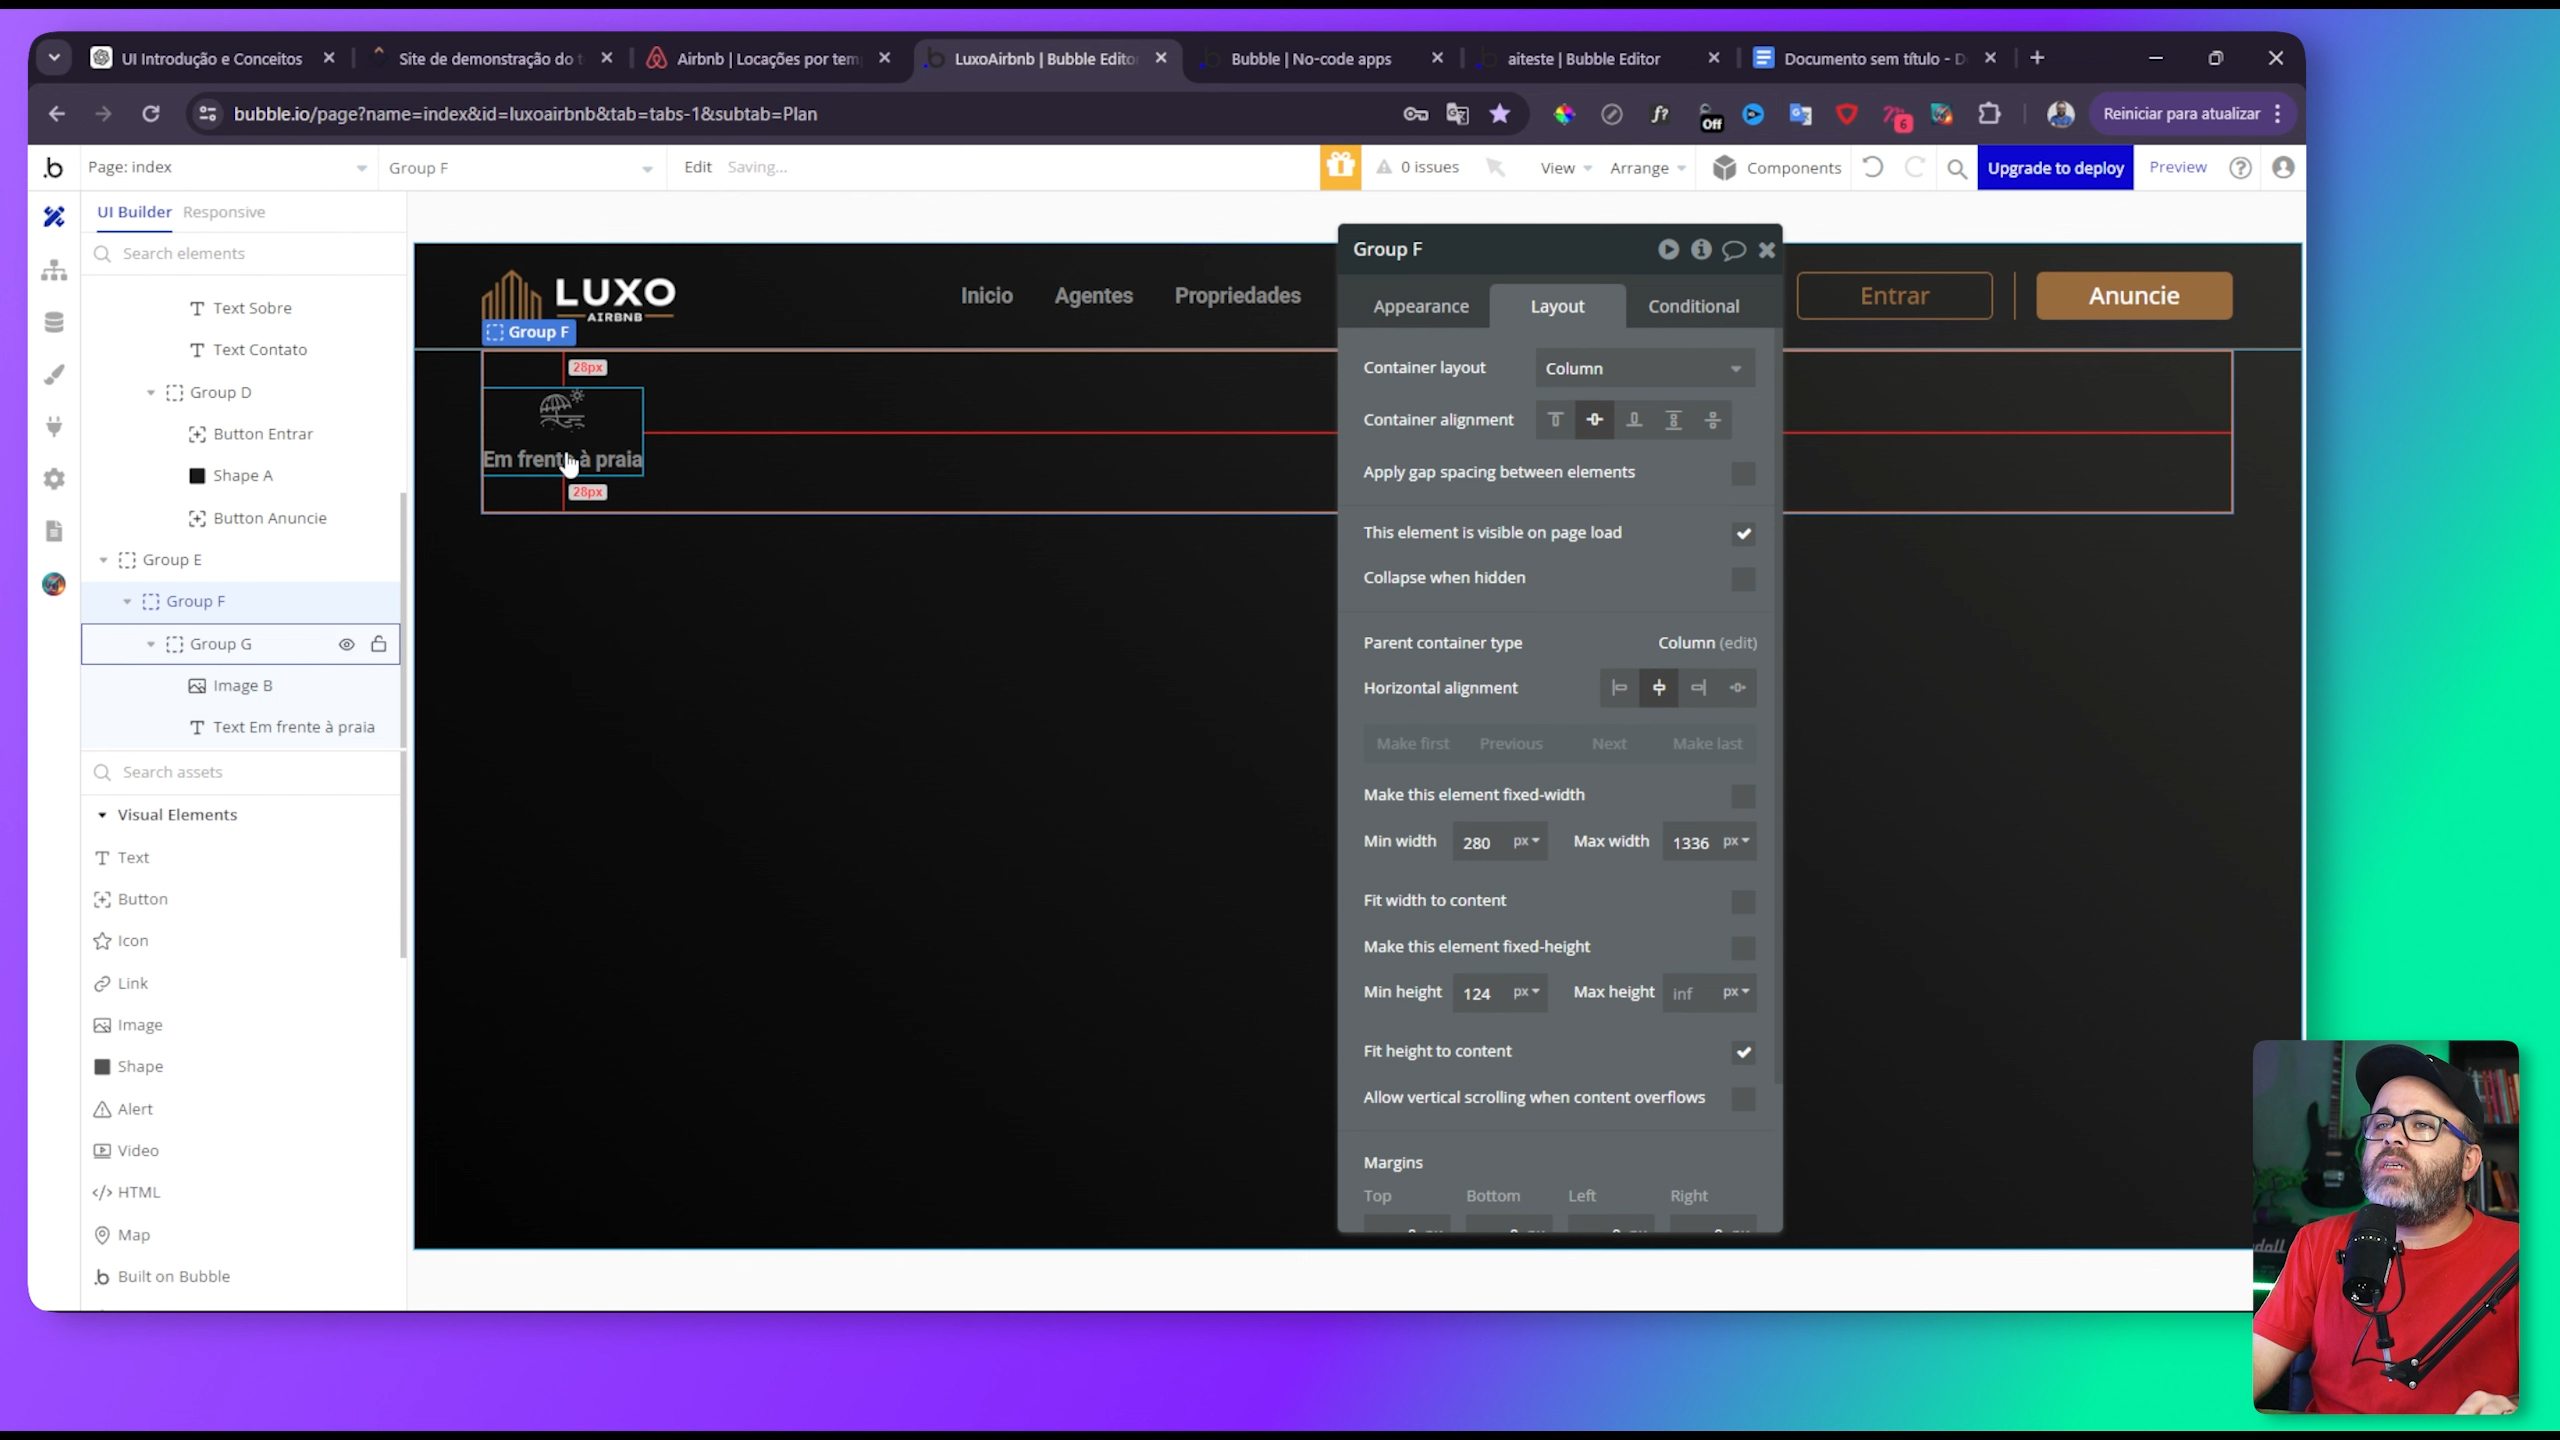 UI Introdução e Conceitos
Site de demonstração do t
Airbnb | Locações por tem
LuxoAirbnb | Bubble Edito
Bubble | No-code apps
aiteste | Bubble Editor
Documento sem título - D
bubble.io/page?name=index&id=luxoairbnb&tab=tabs-1&subtab=Plan
f?
Off
6
Reiniciar para atualizar
.b
Page: index
Group F
Edit
Saving...
0 issues
View
Arrange
Components
Upgrade to deploy
Preview
UI Builder
Responsive
Search elements
Text Sobre
Text Contato
Group D
Button Entrar
Shape A
Button Anuncie
Group E
Group F
Group G
Image B
Text Em frente à praia
Search assets
Visual Elements
Text
Button
Icon
Link
Image
Shape
Alert
Video
</> HTML
Map
.b Built on Bubble
LUXO
AIRBNB
Inicio
Agentes
Propriedades
Entrar
Anuncie
Group F
28px
Em frente à praia
28px
Group F
Appearance
Layout
Conditional
Container layout
Column
Container alignment
Apply gap spacing between elements
This element is visible on page load
Collapse when hidden
Parent container type
Column (edit)
Horizontal alignment
Make first
Previous
Next
Make last
Make this element fixed-width
Min width
280
px
Max width
1336
px
Fit width to content
Make this element fixed-height
Min height
124
px
Max height
inf
px
Fit height to content
Allow vertical scrolling when content overflows
Margins
Top
Bottom
Left
Right